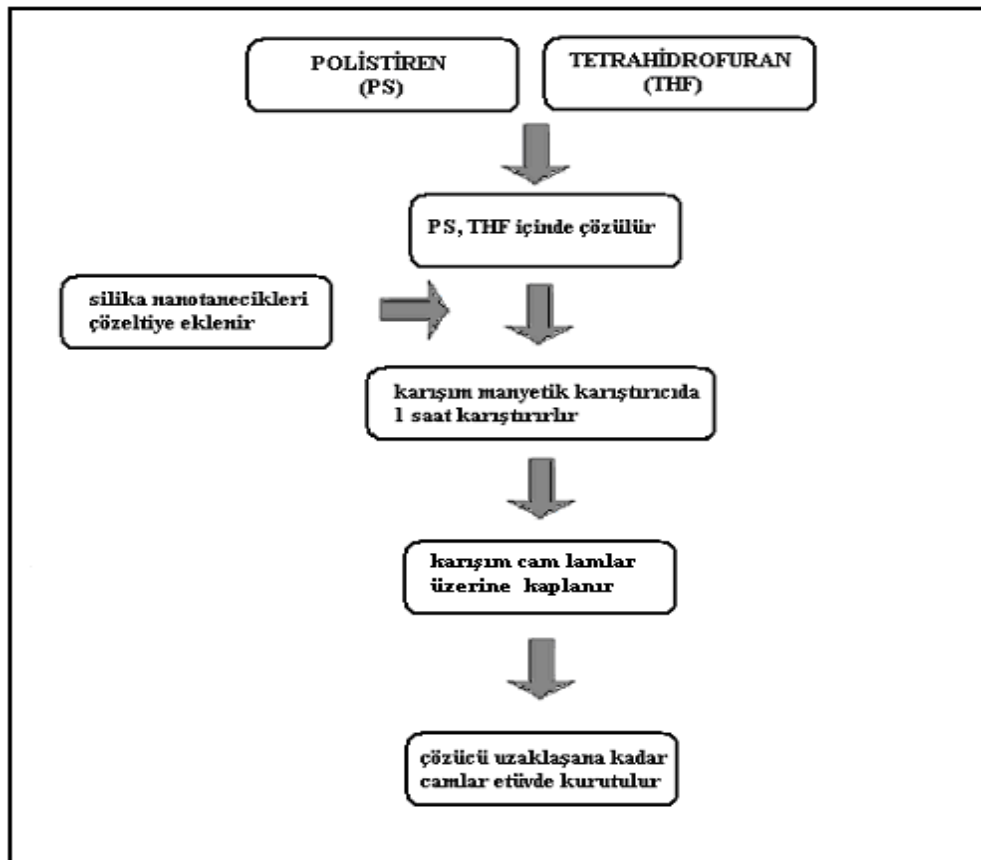 POLİSTİREN
(PS)
TETRAHİDROFURAN
(THF)
PS, THF içinde çözülür
silika nanotanecikleri
çözeltiye eklenir
karışım manyetik karıştırıcıda
1 saat karıştırırlır
karışım cam lamlar
üzerine kaplanır
çözücü uzaklaşana kadar
camlar etüvde kurutulur